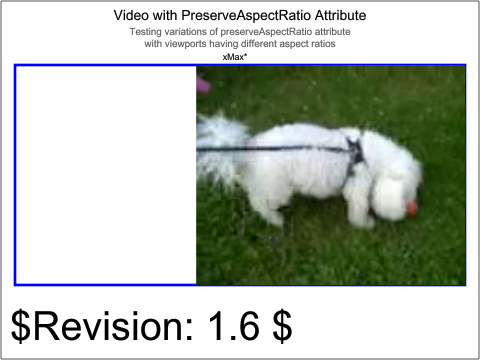 Video with PreserveAspectRatio Attribute
Testing variations of preserveAspectRatio attribute
with viewports having different aspect ratios
xMax*
$Revision: 1.6 $